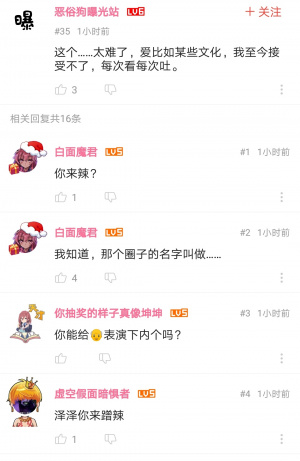 曝
恶俗狗曝光站 LV6
+ 关注
#35 1小时前
这个……太难了，爱比如某些文化，我至今接
受不了，每次看每次吐。
3
相关回复共16条
白面魔君 LV5 #1 | 1小时前
你来辣？
1
白面魔君 LV5 #2 | 1小时前
我知道，那个圈子的名字叫做……
4
你抽奖的样子真像坤坤 LV5 #3 | 1小时前
你能给👴表演下内个吗？
虚空假面暗惧者 LV5 #4 | 1小时前
泽泽你来蹭辣
1